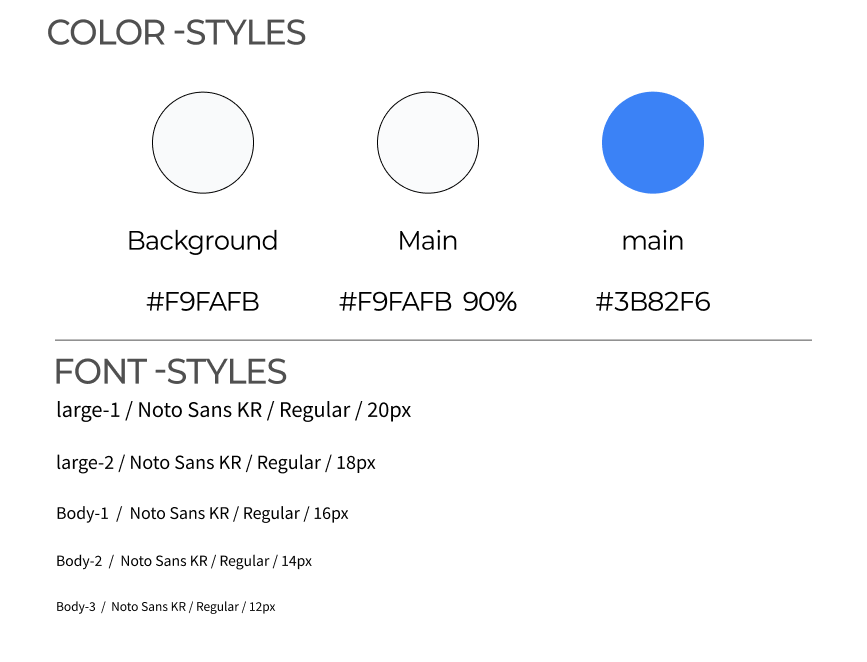 COLOR -STYLES
Background Main main
#F9FAFB #F9FAFB 90% #3B82F6
FONT -STYLES
large-1 / Noto Sans KR / Regular / 20px
large-2 / Noto Sans KR / Regular / 18px
Body-1 / Noto Sans KR / Regular / 16px
Body-2 / Noto Sans KR / Regular / 14px
Body-3 / Noto Sans KR / Regular / 12px